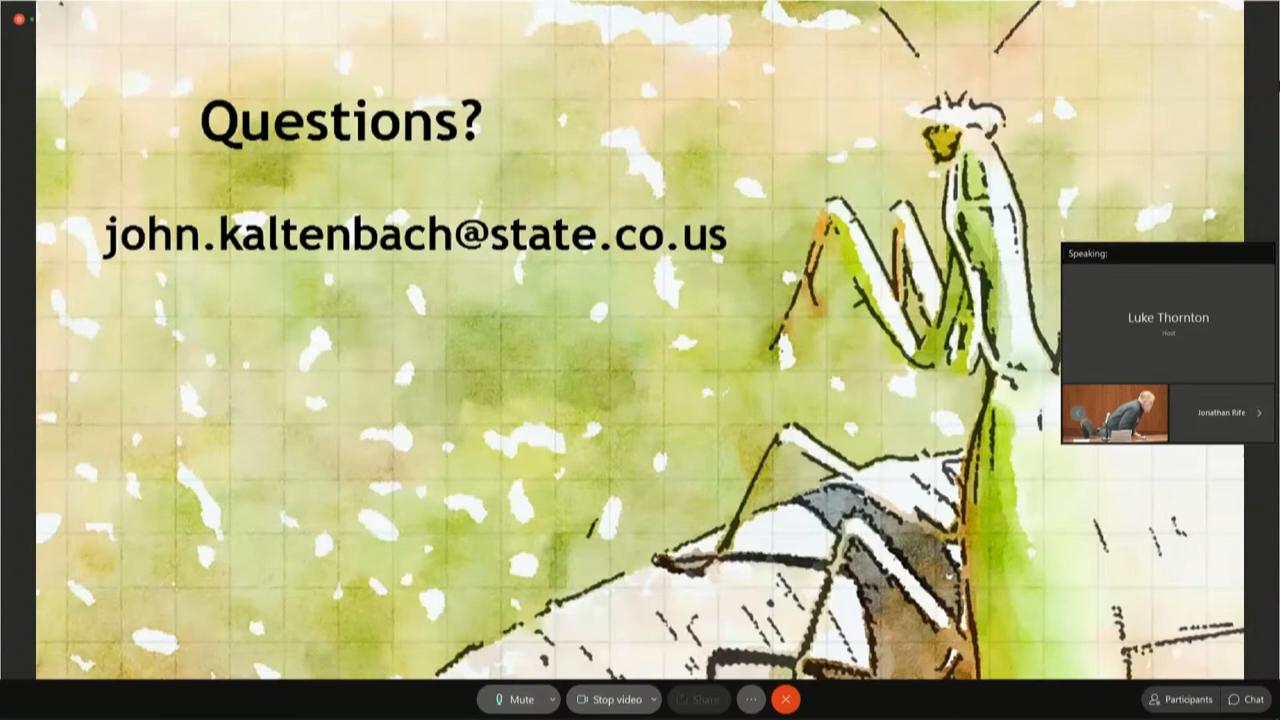 Questions?
john.kaltenbach@state.co.us
Speaking:
Luke Thornton
Host
Jonathan Rife
Mute
Stop video
Share
Participants
Chat